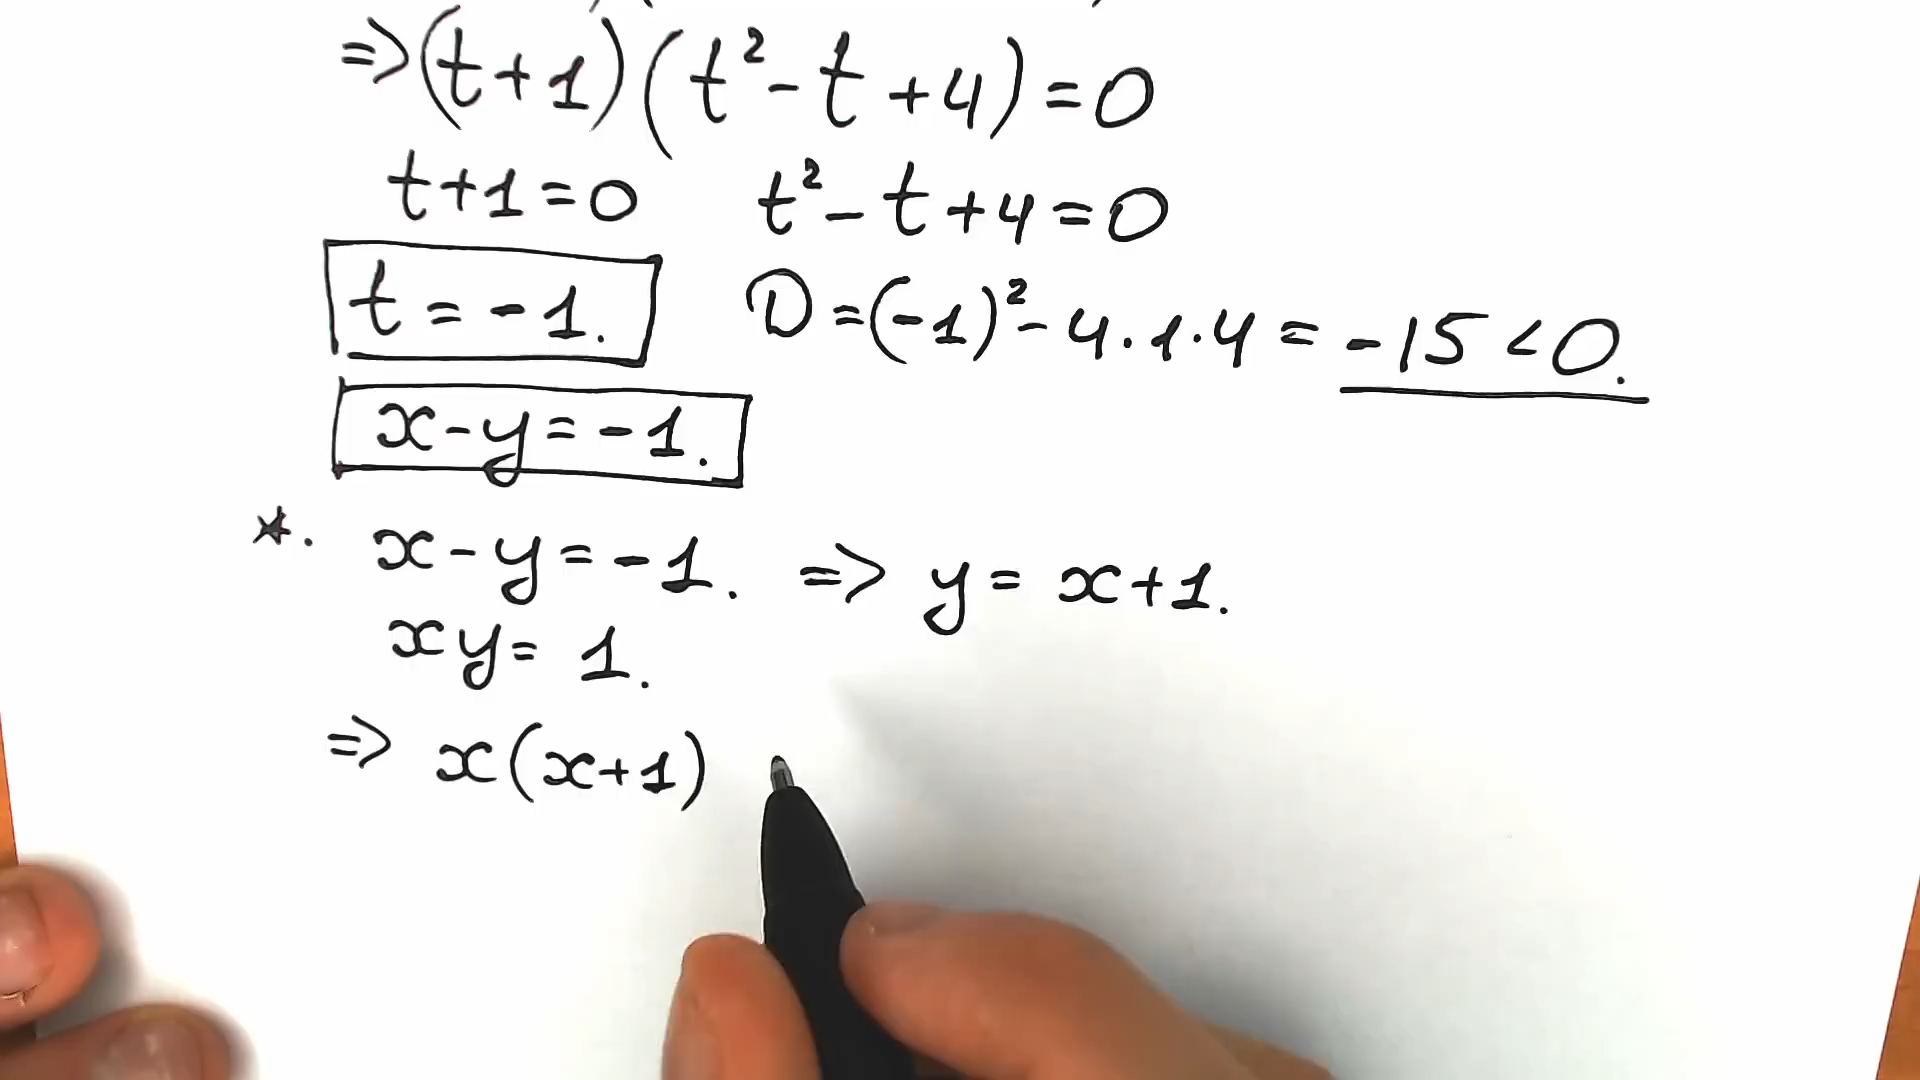 => (t+1)(t² - t + 4) = 0
t+1=0 t² - t + 4 = 0
t = -1. D = (-1)² - 4·1·4 = -15 < 0.
x-y = -1.
*. x - y = -1. => y = x+1.
xy = 1.
=> x(x+1)